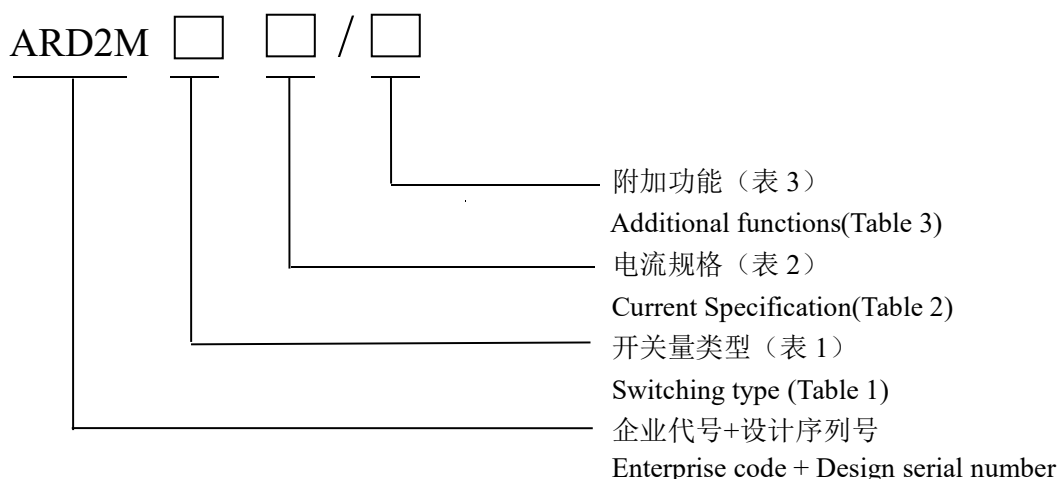 ARD2M □ □ / □
附加功能（表 3）
Additional functions(Table 3)
电流规格（表 2）
Current Specification(Table 2)
开关量类型（表 1）
Switching type (Table 1)
企业代号+设计序列号
Enterprise code + Design serial number